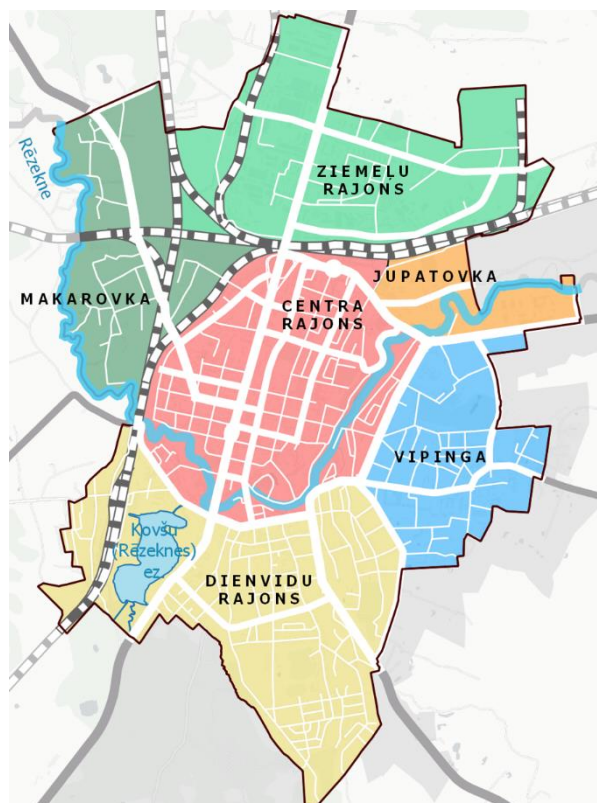 ZIEMEĻU
RAJONS
Rēzekne
JUPATOVKA
MAKAROVKA
CENTRA
RAJONS
VIPINGA
Kovšu
(Rēzeknes)
ez.
DIENVIDU
RAJONS